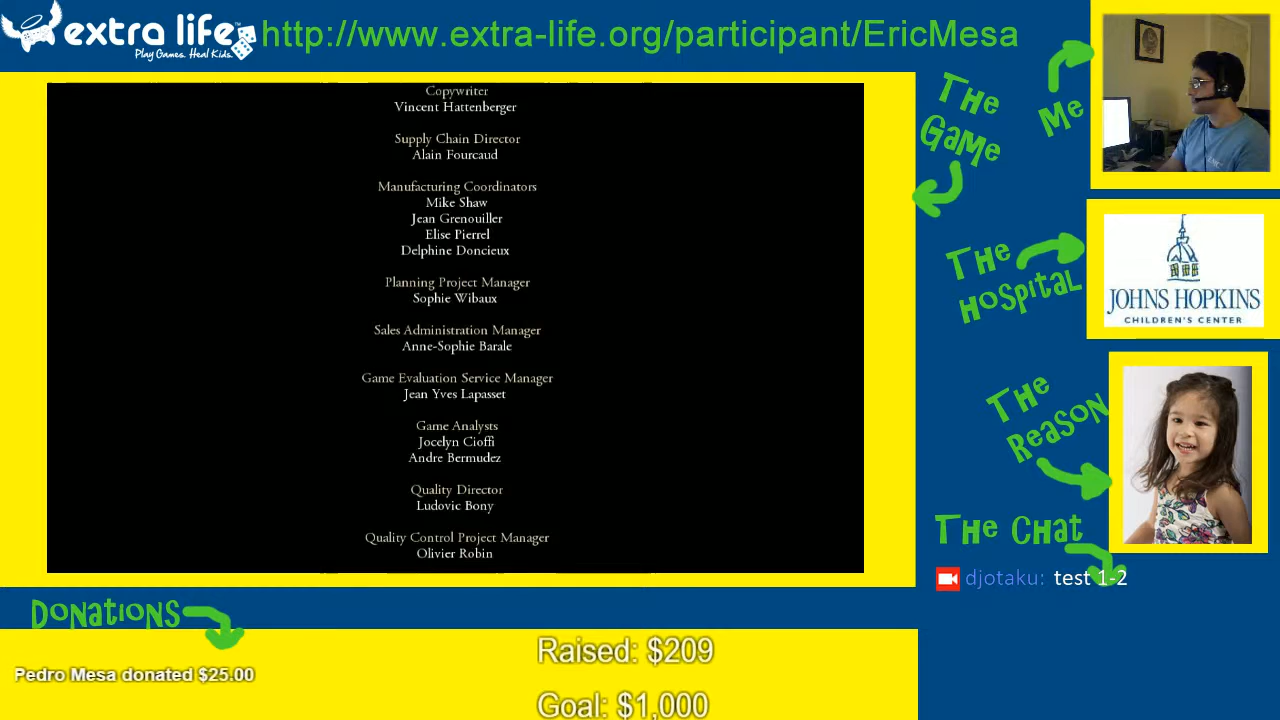 extra life
Play Games. Heal Kids.
http://www.extra-life.org/participant/EricMesa
Copywriter
Vincent Hattenberger
Supply Chain Director
Alain Fourcaud
Manufacturing Coordinators
Mike Shaw
Jean Grenouiller
Elise Pierrel
Delphine Doncieux
Planning Project Manager
Sophie Wibaux
Sales Administration Manager
Anne-Sophie Barale
Game Evaluation Service Manager
Jean Yves Lapasset
Game Analysts
Jocelyn Cioffi
Andre Bermudez
Quality Director
Ludovic Bony
Quality Control Project Manager
Olivier Robin
The Game
Me
The Hospital
JOHNS HOPKINS
CHILDREN'S CENTER
The Reason
The Chat
djotaku: test 1-2
Donations
Pedro Mesa donated $25.00
Raised: $209
Goal: $1,000